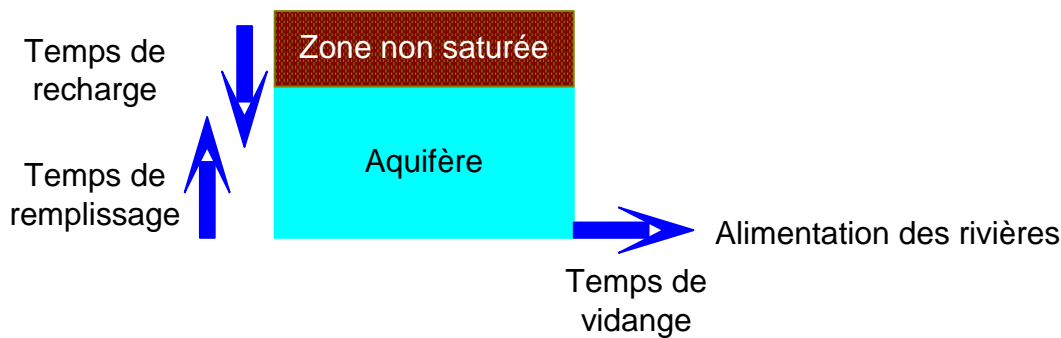 Temps de
recharge
Zone non saturée
Aquifère
Temps de
remplissage
Alimentation des rivières
Temps de
vidange